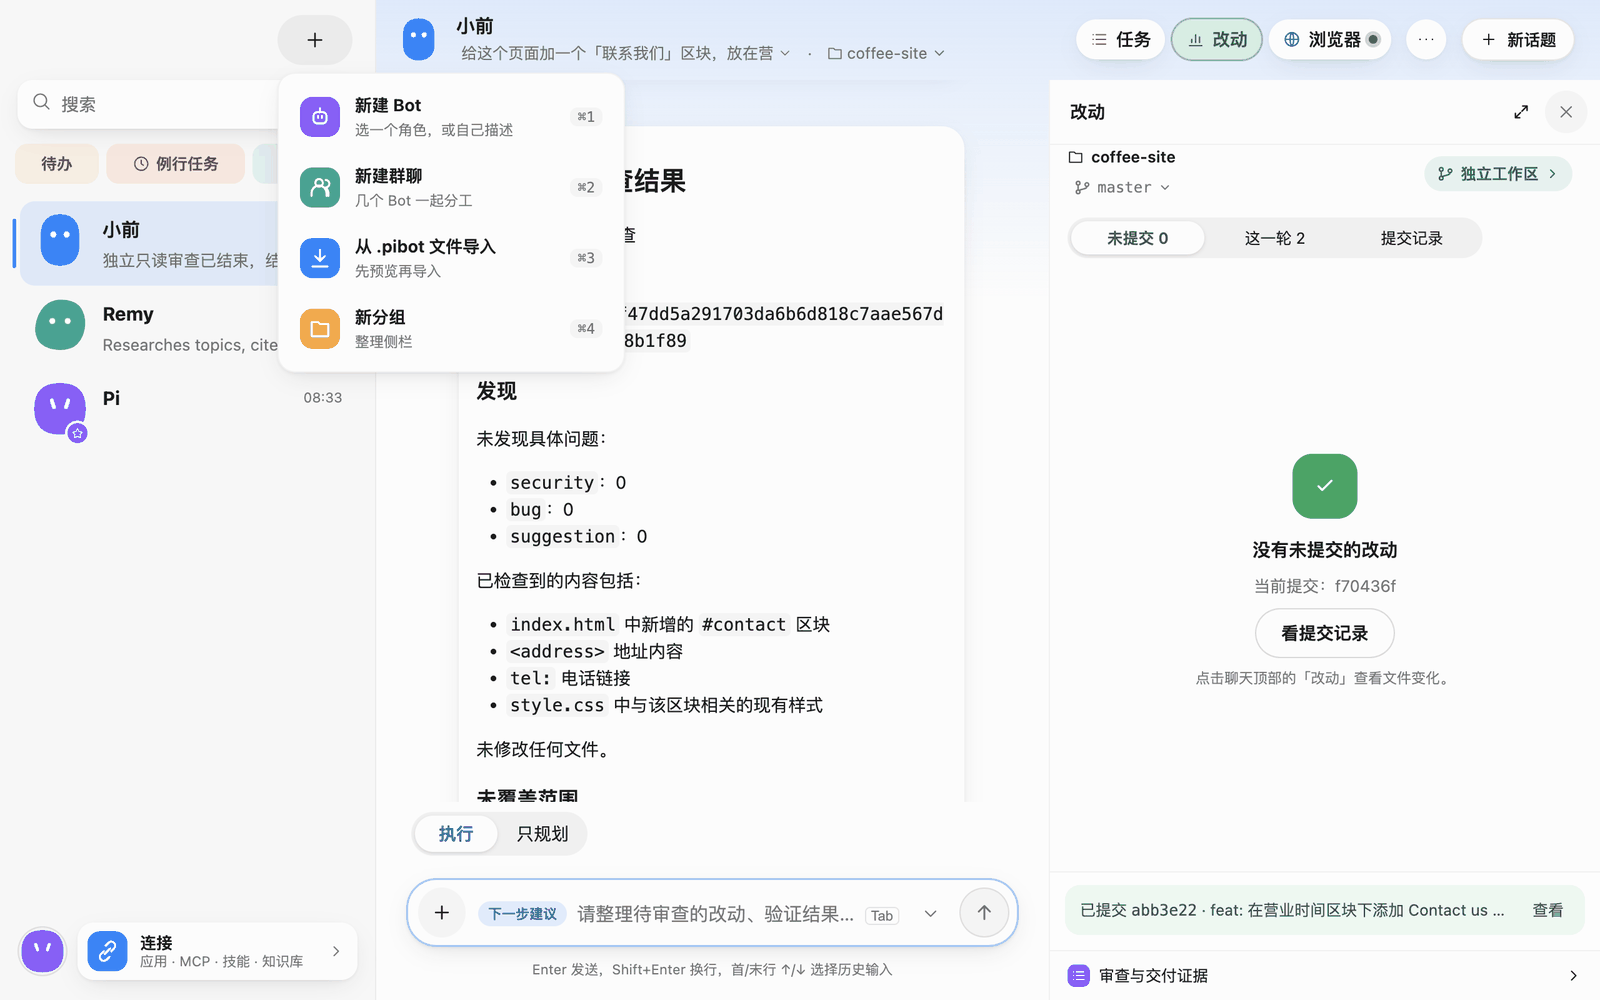 搜索
待办
例行任务
小前
独立只读审查已结束，结
Remy
Researches topics, cite
Pi
08:33
连接
应用 · MCP · 技能 · 知识库
新建 Bot
选一个角色，或自己描述
⌘1
新建群聊
几个 Bot 一起分工
⌘2
从 .pibot 文件导入
先预览再导入
⌘3
新分组
整理侧栏
⌘4
小前
给这个页面加一个「联系我们」区块，放在营
·
coffee-site
任务
改动
浏览器
···
新话题
查结果
查
f47dd5a291703da6b6d818c7aae567d
8b1f89
发现
未发现具体问题：
• security：0
• bug：0
• suggestion：0
已检查到的内容包括：
• index.html 中新增的 #contact 区块
• <address> 地址内容
• tel: 电话链接
• style.css 中与该区块相关的现有样式
未修改任何文件。
未覆盖范围
执行
只规划
下一步建议
请整理待审查的改动、验证结果...
Tab
Enter 发送，Shift+Enter 换行，首/末行 ↑/↓ 选择历史输入
改动
coffee-site
master
独立工作区
未提交 0
这一轮 2
提交记录
没有未提交的改动
当前提交：f70436f
看提交记录
点击聊天顶部的「改动」查看文件变化。
已提交 abb3e22 · feat: 在营业时间区块下添加 Contact us ...
查看
审查与交付证据